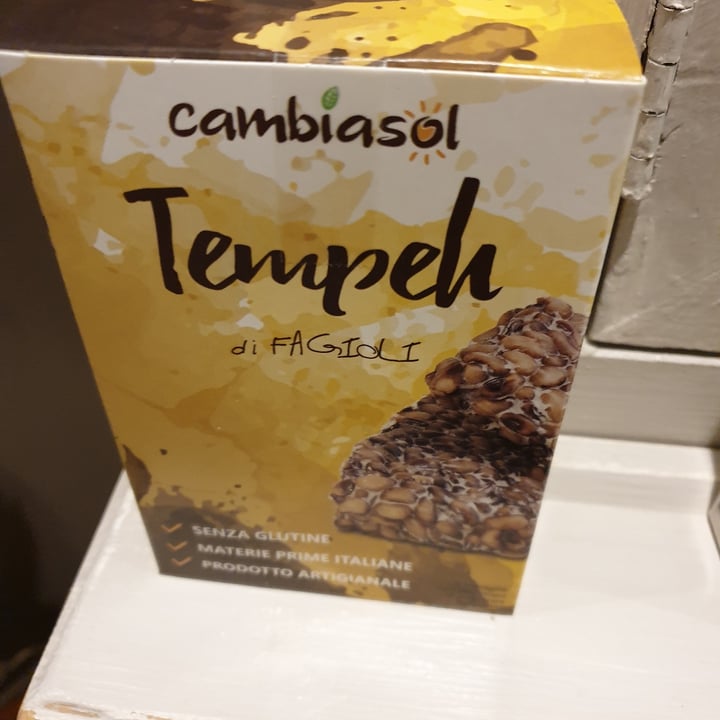 cambiasol
Tempeh
di FAGIOLI
SENZA GLUTINE
MATERIE PRIME ITALIANE
PRODOTTO ARTIGIANALE